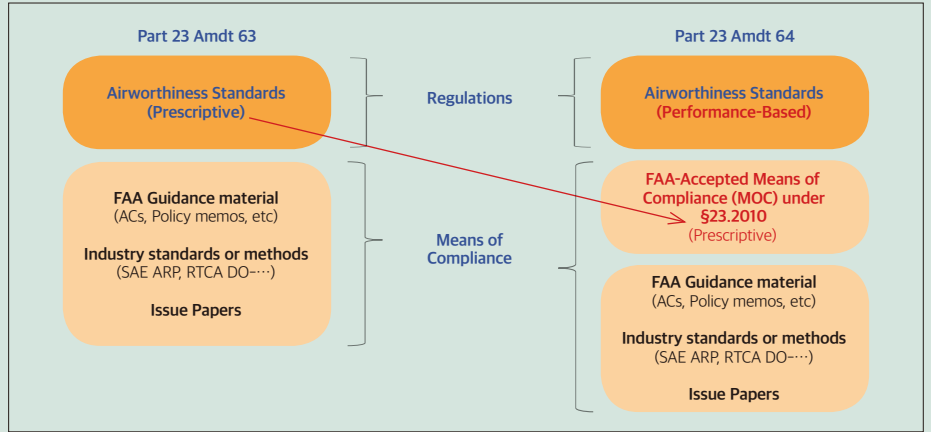 Part 23 Amdt 63
Airworthiness Standards
(Prescriptive)
FAA Guidance material
(ACs, Policy memos, etc)
Industry standards or methods
(SAE ARP, RTCA DO-⋯)
Issue Papers
Regulations
Means of
Compliance
Part 23 Amdt 64
Airworthiness Standards
(Performance-Based)
FAA-Accepted Means of
Compliance (MOC) under
§23.2010
(Prescriptive)
FAA Guidance material
(ACs, Policy memos, etc)
Industry standards or methods
(SAE ARP, RTCA DO-⋯)
Issue Papers